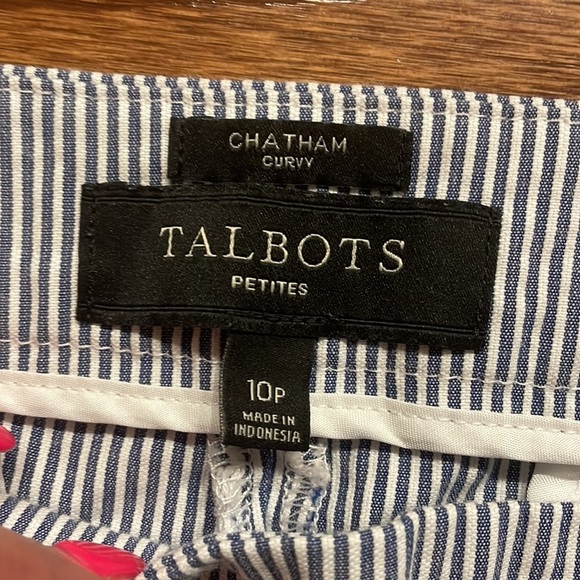 CHATHAM
CURVY
TALBOTS
PETITES
10P
MADE IN
INDONESIA